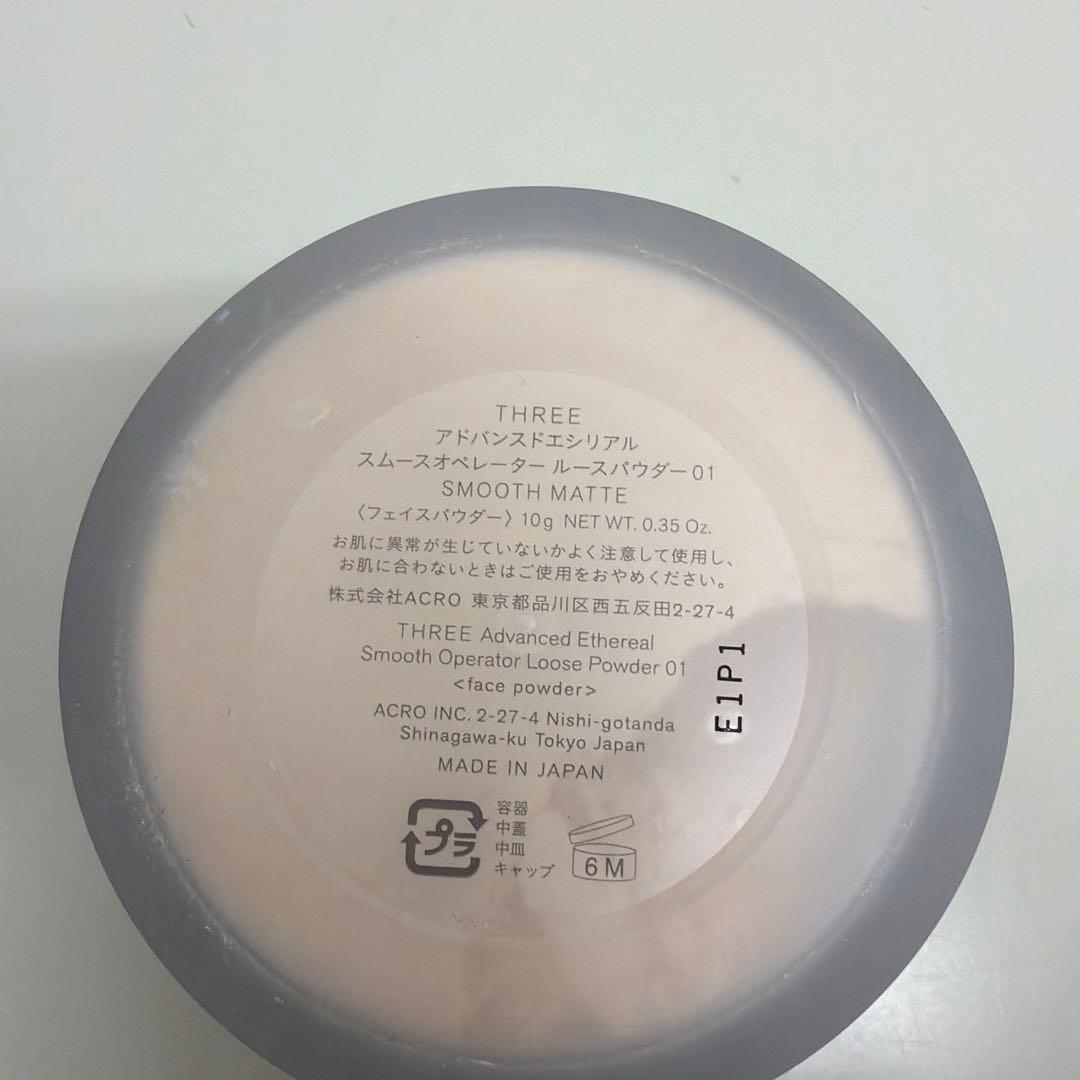 THREE
アドバンスドエシリアル
スムースオペレーター ルースパウダー 01
SMOOTH MATTE
〈フェイスパウダー〉 10g NET WT. 0.35 Oz.
お肌に異常が生じていないかよく注意して使用し、
お肌に合わないときはご使用をおやめください。
株式会社ACRO 東京都品川区西五反田2-27-4
THREE Advanced Ethereal
Smooth Operator Loose Powder 01
<face powder>
ACRO INC. 2-27-4 Nishi-gotanda
Shinagawa-ku Tokyo Japan
MADE IN JAPAN
E1P1
プラ
容器
中蓋
中皿
キャップ
6M